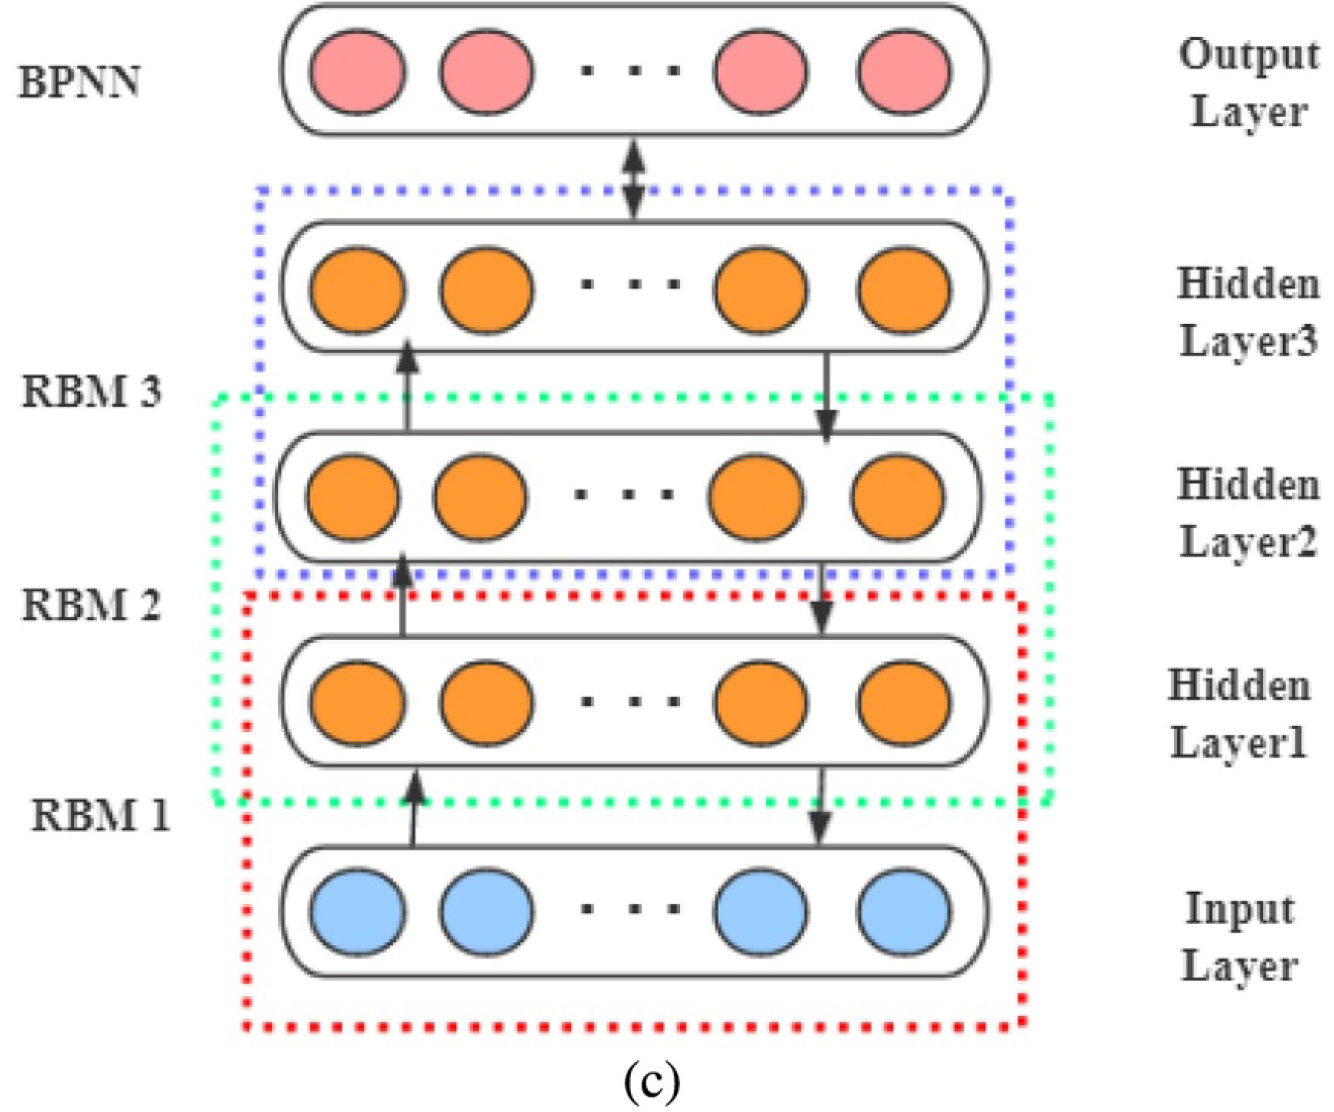 BPNN
Output
Layer
Hidden
Layer3
RBM 3
Hidden
Layer2
RBM 2
Hidden
Layer1
RBM 1
Input
Layer
(c)